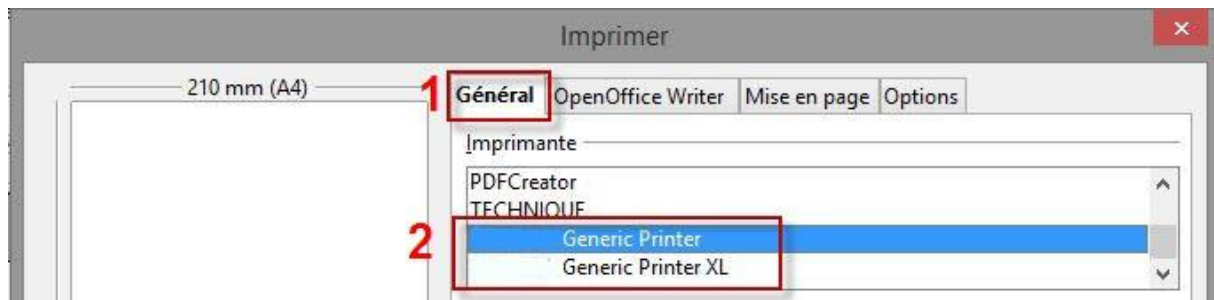 Imprimer
210 mm (A4)
1
Général OpenOffice Writer Mise en page Options
Imprimante
PDFCreator
TECHNIQUE
2
Generic Printer
Generic Printer XL